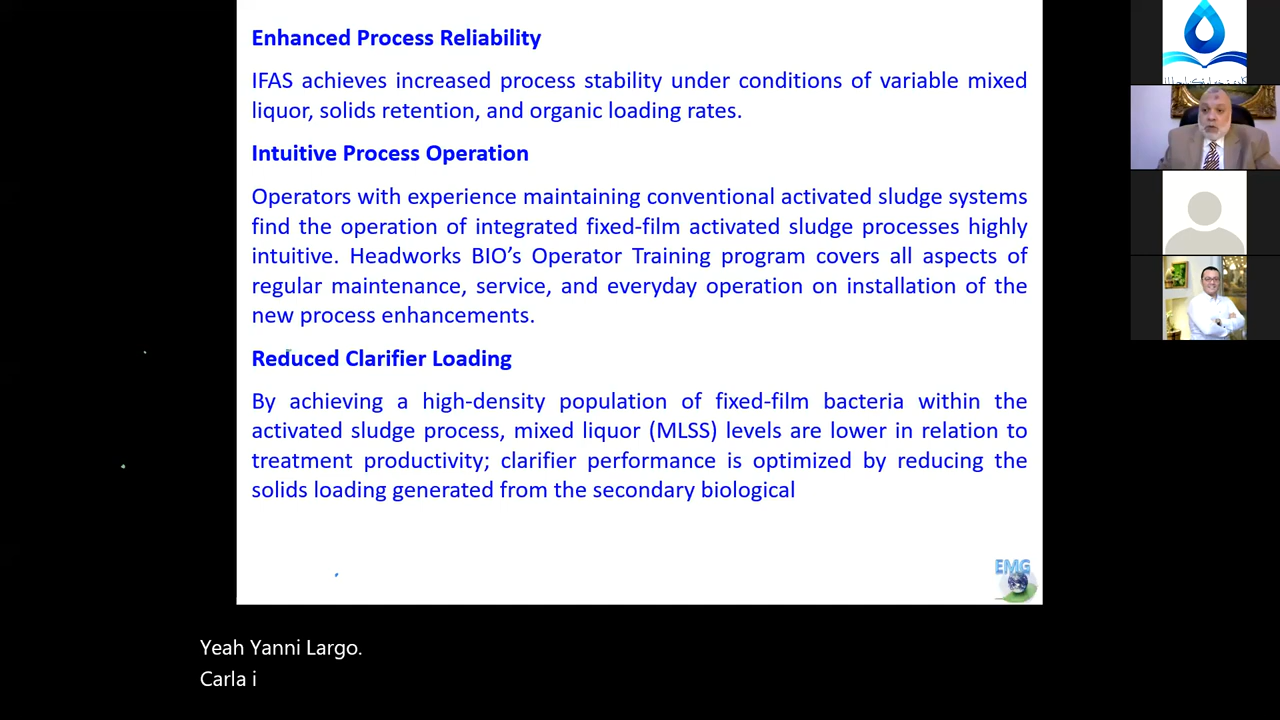 Enhanced Process Reliability
IFAS achieves increased process stability under conditions of variable mixed
liquor, solids retention, and organic loading rates.
Intuitive Process Operation
Operators with experience maintaining conventional activated sludge systems
find the operation of integrated fixed-film activated sludge processes highly
intuitive. Headworks BIO’s Operator Training program covers all aspects of
regular maintenance, service, and everyday operation on installation of the
new process enhancements.
Reduced Clarifier Loading
By achieving a high-density population of fixed-film bacteria within the
activated sludge process, mixed liquor (MLSS) levels are lower in relation to
treatment productivity; clarifier performance is optimized by reducing the
solids loading generated from the secondary biological
EMG
Yeah Yanni Largo.
Carla i